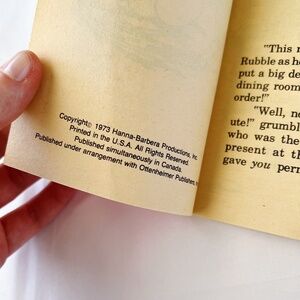 Copyright© 1973 Hanna-Barbera Productions, Inc.
Printed in the U.S.A. All Rights Reserved.
Published simultaneously in Canada.
Published under arrangement with Ottenheimer Publishers,
"This
Rubble as he
put a big de
dining room
order!"
"Well, no
ute!" grumb
who was the
present at th
gave you perm